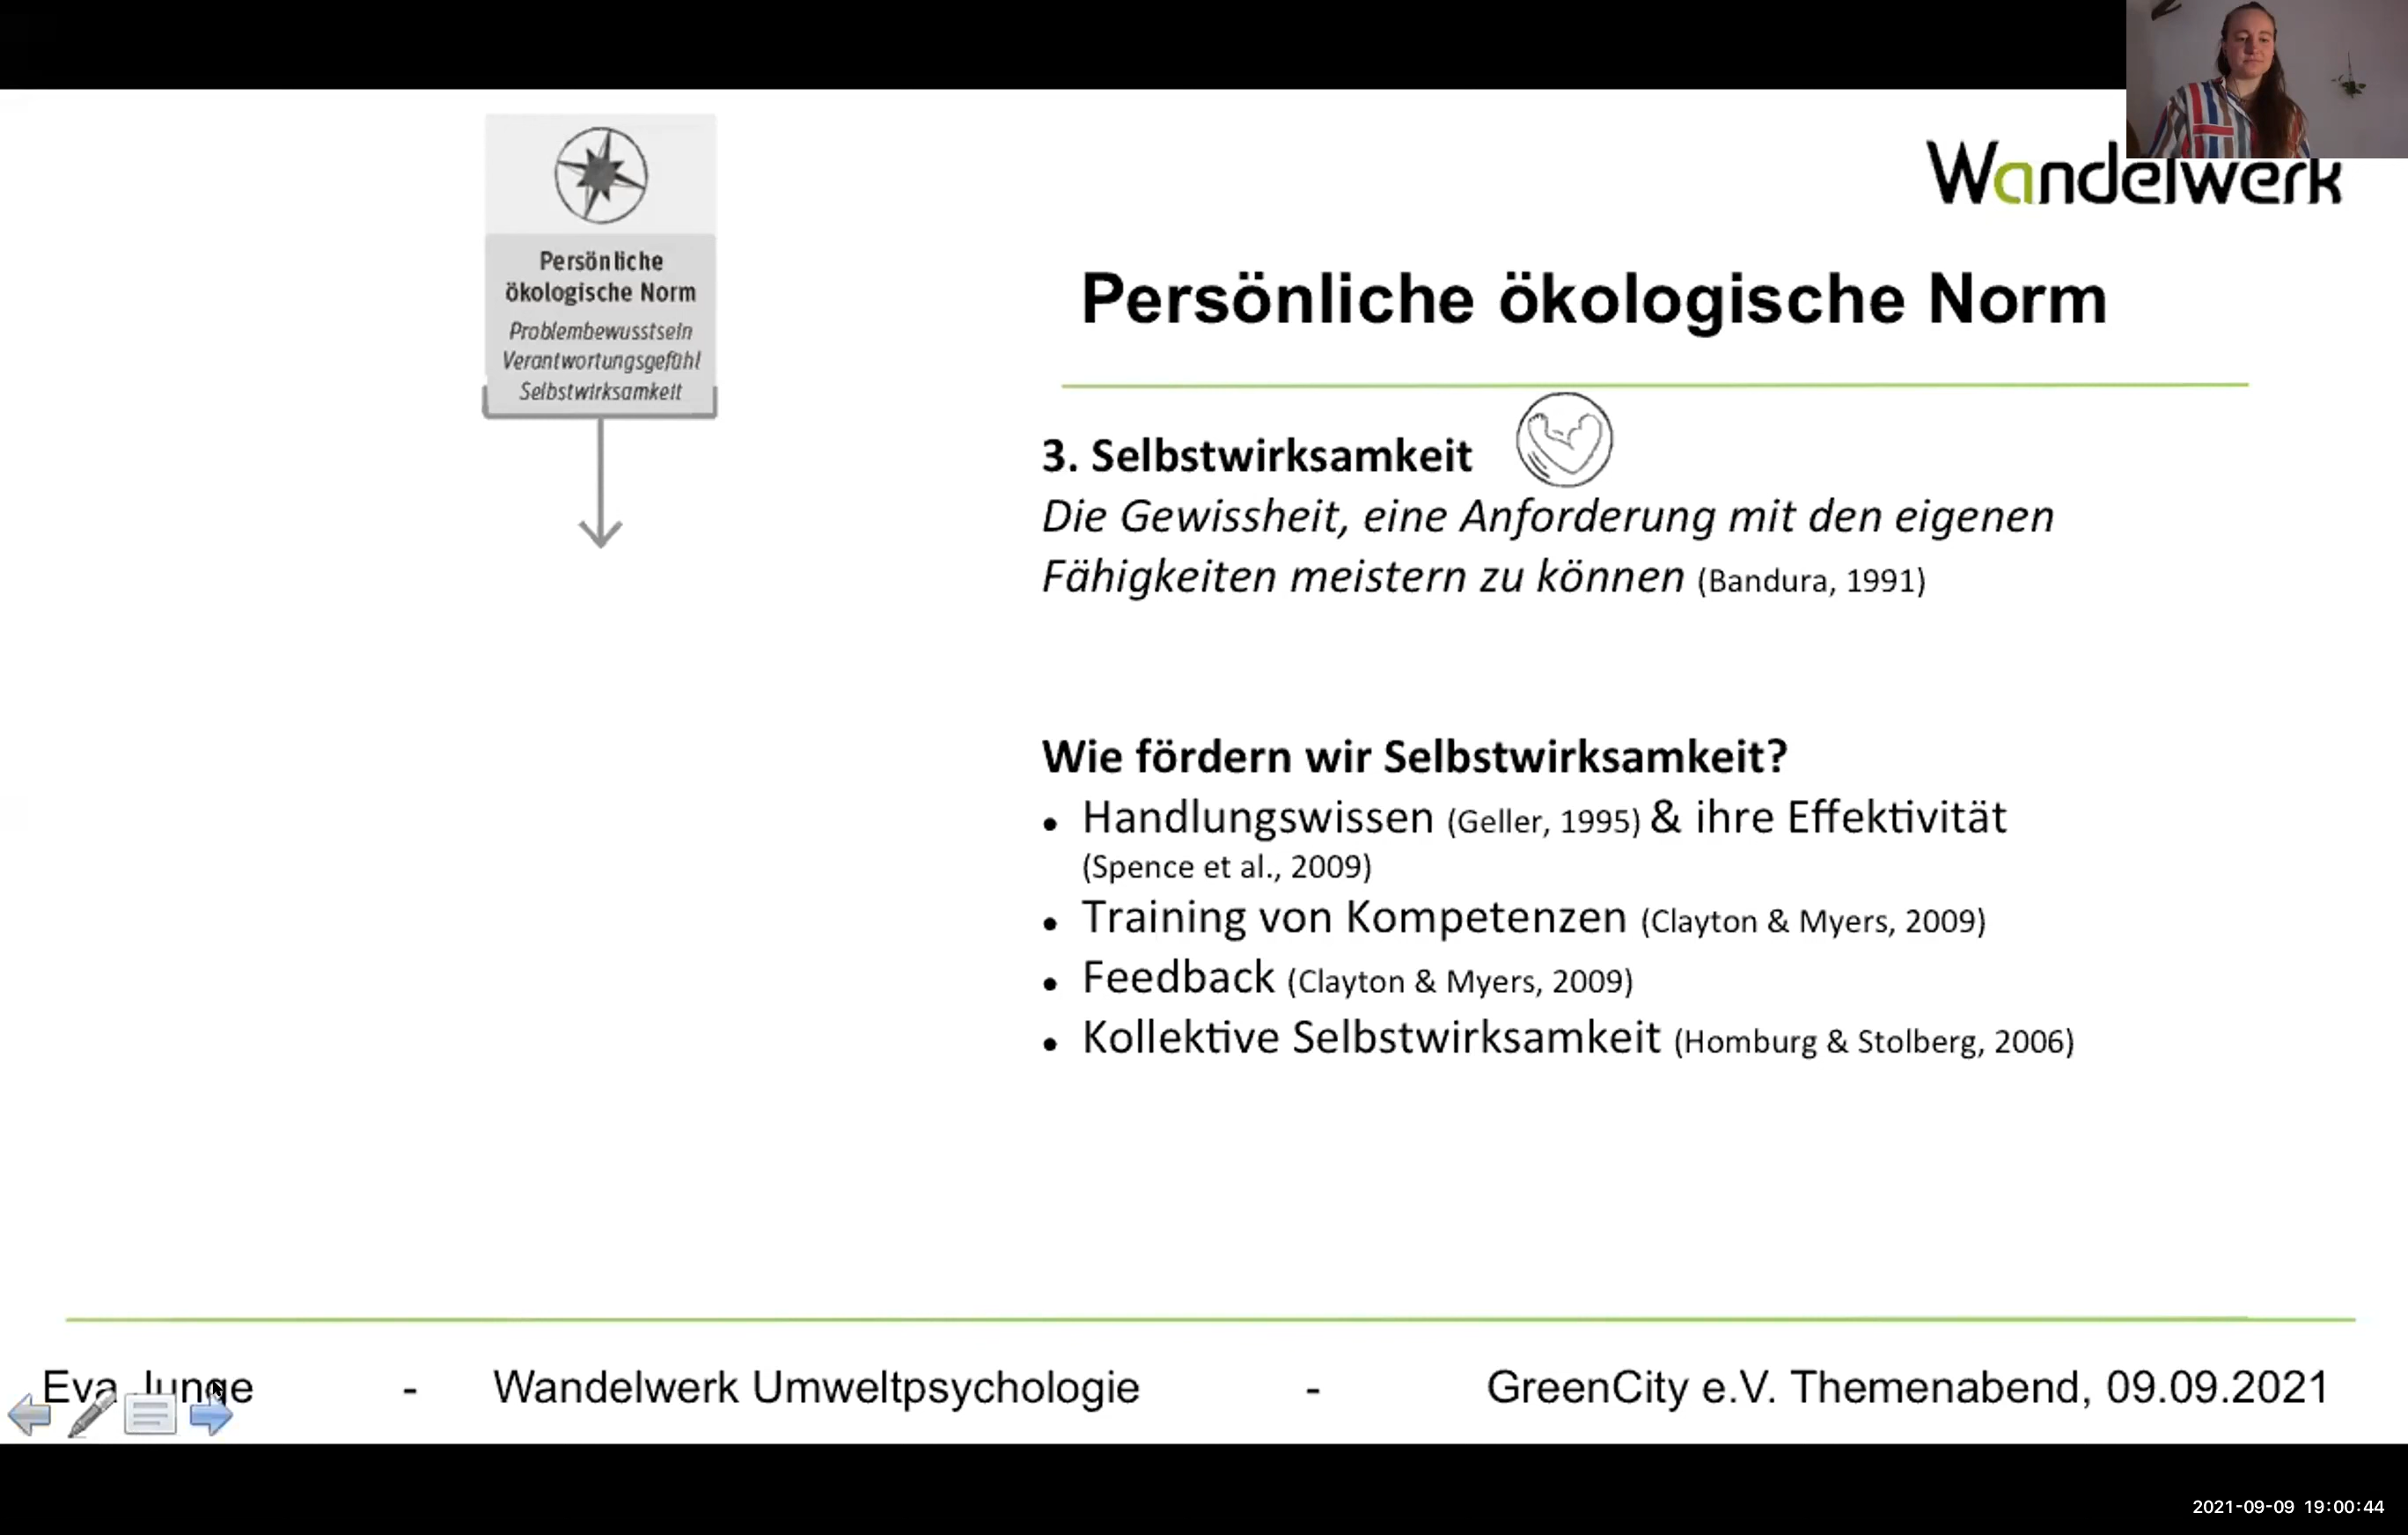 Wandelwerk
Persönliche
ökologische Norm
Problembewusstsein
Verantwortungsgefühl
Selbstwirksamkeit
Persönliche ökologische Norm
3. Selbstwirksamkeit
Die Gewissheit, eine Anforderung mit den eigenen
Fähigkeiten meistern zu können (Bandura, 1991)
Wie fördern wir Selbstwirksamkeit?
• Handlungswissen (Geller, 1995) & ihre Effektivität
(Spence et al., 2009)
• Training von Kompetenzen (Clayton & Myers, 2009)
• Feedback (Clayton & Myers, 2009)
• Kollektive Selbstwirksamkeit (Homburg & Stolberg, 2006)
Eva Junge - Wandelwerk Umweltpsychologie - GreenCity e.V. Themenabend, 09.09.2021
2021-09-09 19:00:44